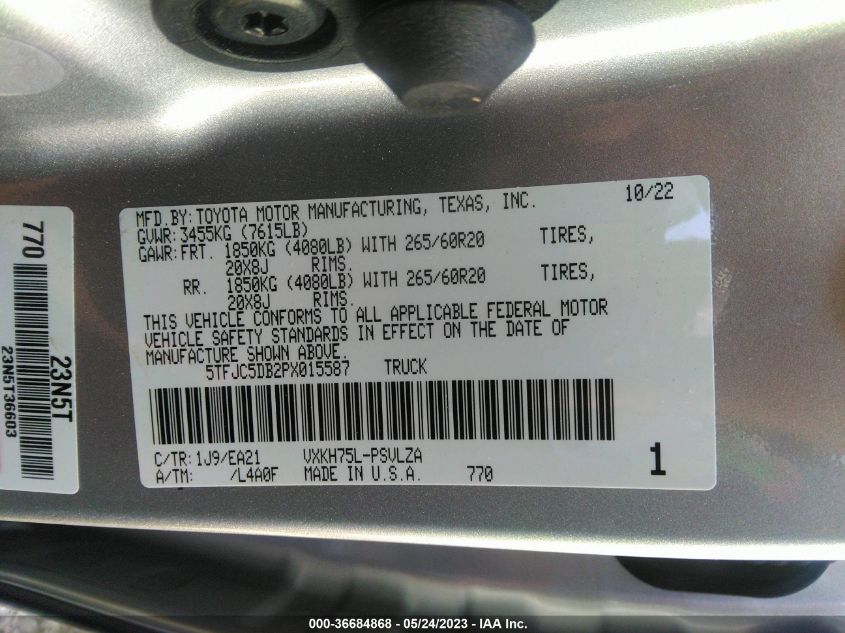 MFD.BY:TOYOTA MOTOR MANUFACTURING, TEXAS, INC. 10/22
GVWR:3455KG (7615LB)
GAWR:FRT. 1850KG (4080LB) WITH 265/60R20 TIRES,
20X8J RIMS.
RR. 1850KG (4080LB) WITH 265/60R20 TIRES,
20X8J RIMS.
THIS VEHICLE CONFORMS TO ALL APPLICABLE FEDERAL MOTOR
VEHICLE SAFETY STANDARDS IN EFFECT ON THE DATE OF
MANUFACTURE SHOWN ABOVE.
5TFJC5DB2PX015587 TRUCK
C/TR:1J9/EA21 VXKH75L-PSVLZA
A/TM: /L4A0F MADE IN U.S.A. 770
1
770
23N5T
23N5T36603
000-36684868 - 05/24/2023 - IAA Inc.